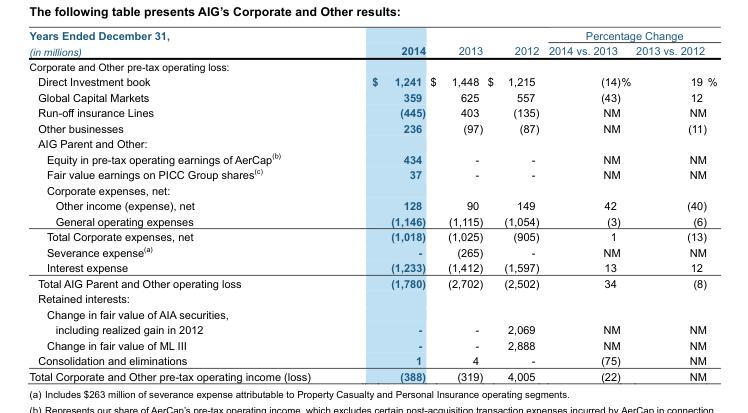 The following table presents AIG's Corporate and Other results:
Years Ended December 31, Percentage Change
(in millions) 2014 2013 2012 2014 vs. 2013 2013 vs. 2012
Corporate and Other pre-tax operating loss:
Direct Investment book $ 1,241 $ 1,448 $ 1,215 (14)% 19 %
Global Capital Markets 359 625 557 (43) 12
Run-off insurance Lines (445) 403 (135) NM NM
Other businesses 236 (97) (87) NM (11)
AIG Parent and Other:
Equity in pre-tax operating earnings of AerCap(b) 434 - - NM NM
Fair value earnings on PICC Group shares(c) 37 - - NM NM
Corporate expenses, net:
Other income (expense), net 128 90 149 42 (40)
General operating expenses (1,146) (1,115) (1,054) (3) (6)
Total Corporate expenses, net (1,018) (1,025) (905) 1 (13)
Severance expense(a) - (265) - NM NM
Interest expense (1,233) (1,412) (1,597) 13 12
Total AIG Parent and Other operating loss (1,780) (2,702) (2,502) 34 (8)
Retained interests:
Change in fair value of AIA securities,
including realized gain in 2012 - - 2,069 NM NM
Change in fair value of ML III - - 2,888 NM NM
Consolidation and eliminations 1 4 - (75) NM
Total Corporate and Other pre-tax operating income (loss) (388) (319) 4,005 (22) NM
(a) Includes $263 million of severance expense attributable to Property Casualty and Personal Insurance operating segments.
(b) Represents our share of AerCap's pre-tax operating income, which excludes certain post-acquisition transaction expenses incurred by AerCap in connection